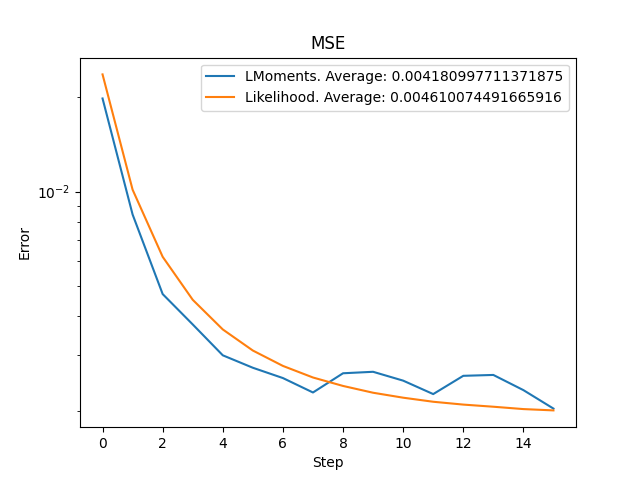 MSE
LMoments. Average: 0.004180997711371875
Likelihood. Average: 0.004610074491665916
10⁻²
Error
0 2 4 6 8 10 12 14
Step